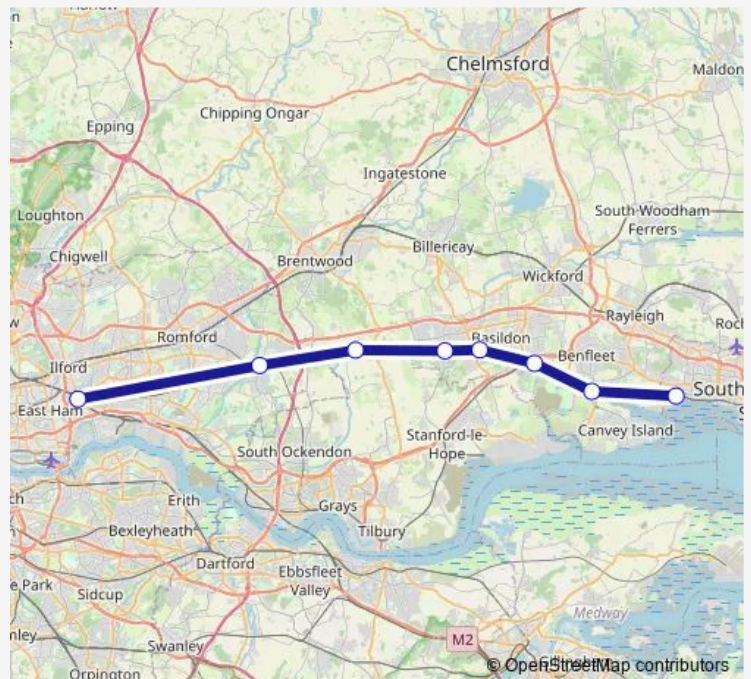 Chelmsford
Maldon
Chipping Ongar
Epping
Ingatestone
Loughton
South Woodham
Ferrers
Chigwell
Billericay
Brentwood
Wickford
Rayleigh
Romford
Basildon
Ilford
Benfleet
South
East Ham
Canvey Island
Stanford-le-
Hope
South Ockendon
Erith
Grays
Bexleyheath
Tilbury
Dartford
Ebbsfleet
Valley
e Park
Sidcup
Medway
M2
Swanley
© OpenStreetMap contributors
Orpington